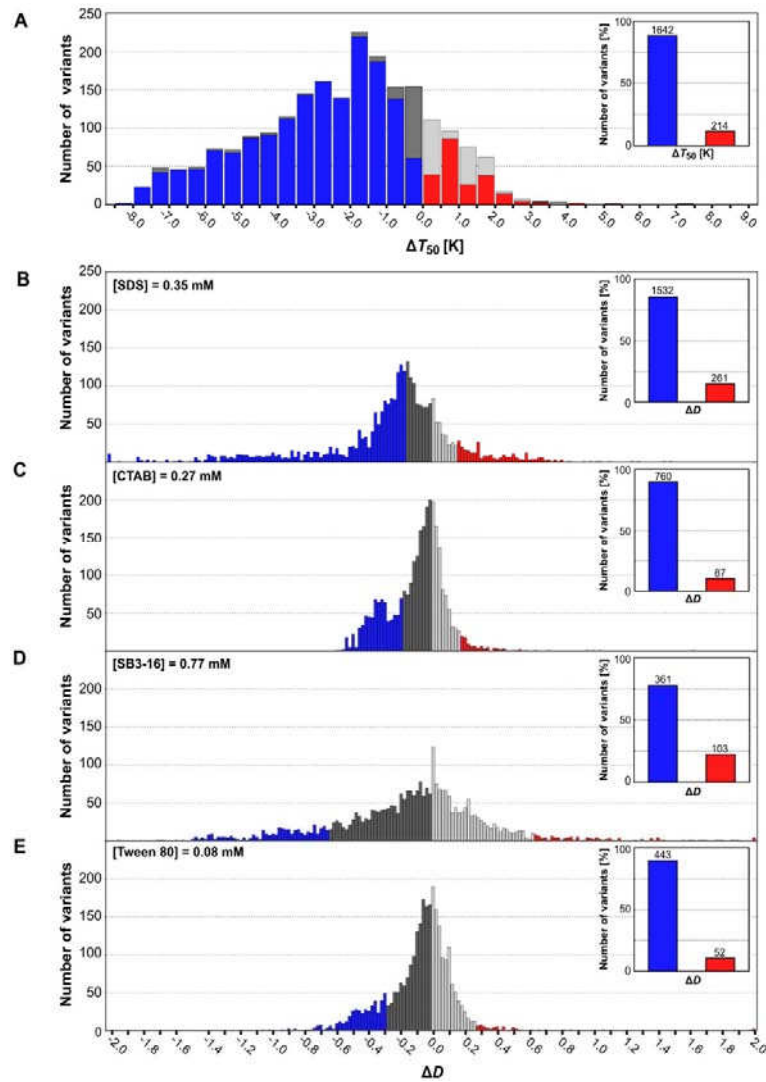 A
Number of variants
250
200
150
100
50
0
-8.0 -7.0 -6.0 -5.0 -4.0 -3.0 -2.0 -1.0 0.0 1.0 2.0 3.0 4.0 5.0 6.0 7.0 8.0 9.0
ΔT50 [K]
Number of variants [%]
100
50
0
1642
214
ΔT50 [K]
B
[SDS] = 0.35 mM
Number of variants
250
200
150
100
50
Number of variants [%]
100
50
0
1532
261
ΔD
C
[CTAB] = 0.27 mM
Number of variants
200
150
100
50
Number of variants [%]
100
50
0
760
87
ΔD
D
[SB3-16] = 0.77 mM
Number of variants
200
150
100
50
Number of variants [%]
100
50
0
361
103
ΔD
E
[Tween 80] = 0.08 mM
Number of variants
200
150
100
50
0
Number of variants [%]
100
50
0
443
52
ΔD
-2.0 -1.8 -1.6 -1.4 -1.2 -1.0 -0.8 -0.6 -0.4 -0.2 0.0 0.2 0.4 0.6 0.8 1.0 1.2 1.4 1.6 1.8 2.0
ΔD